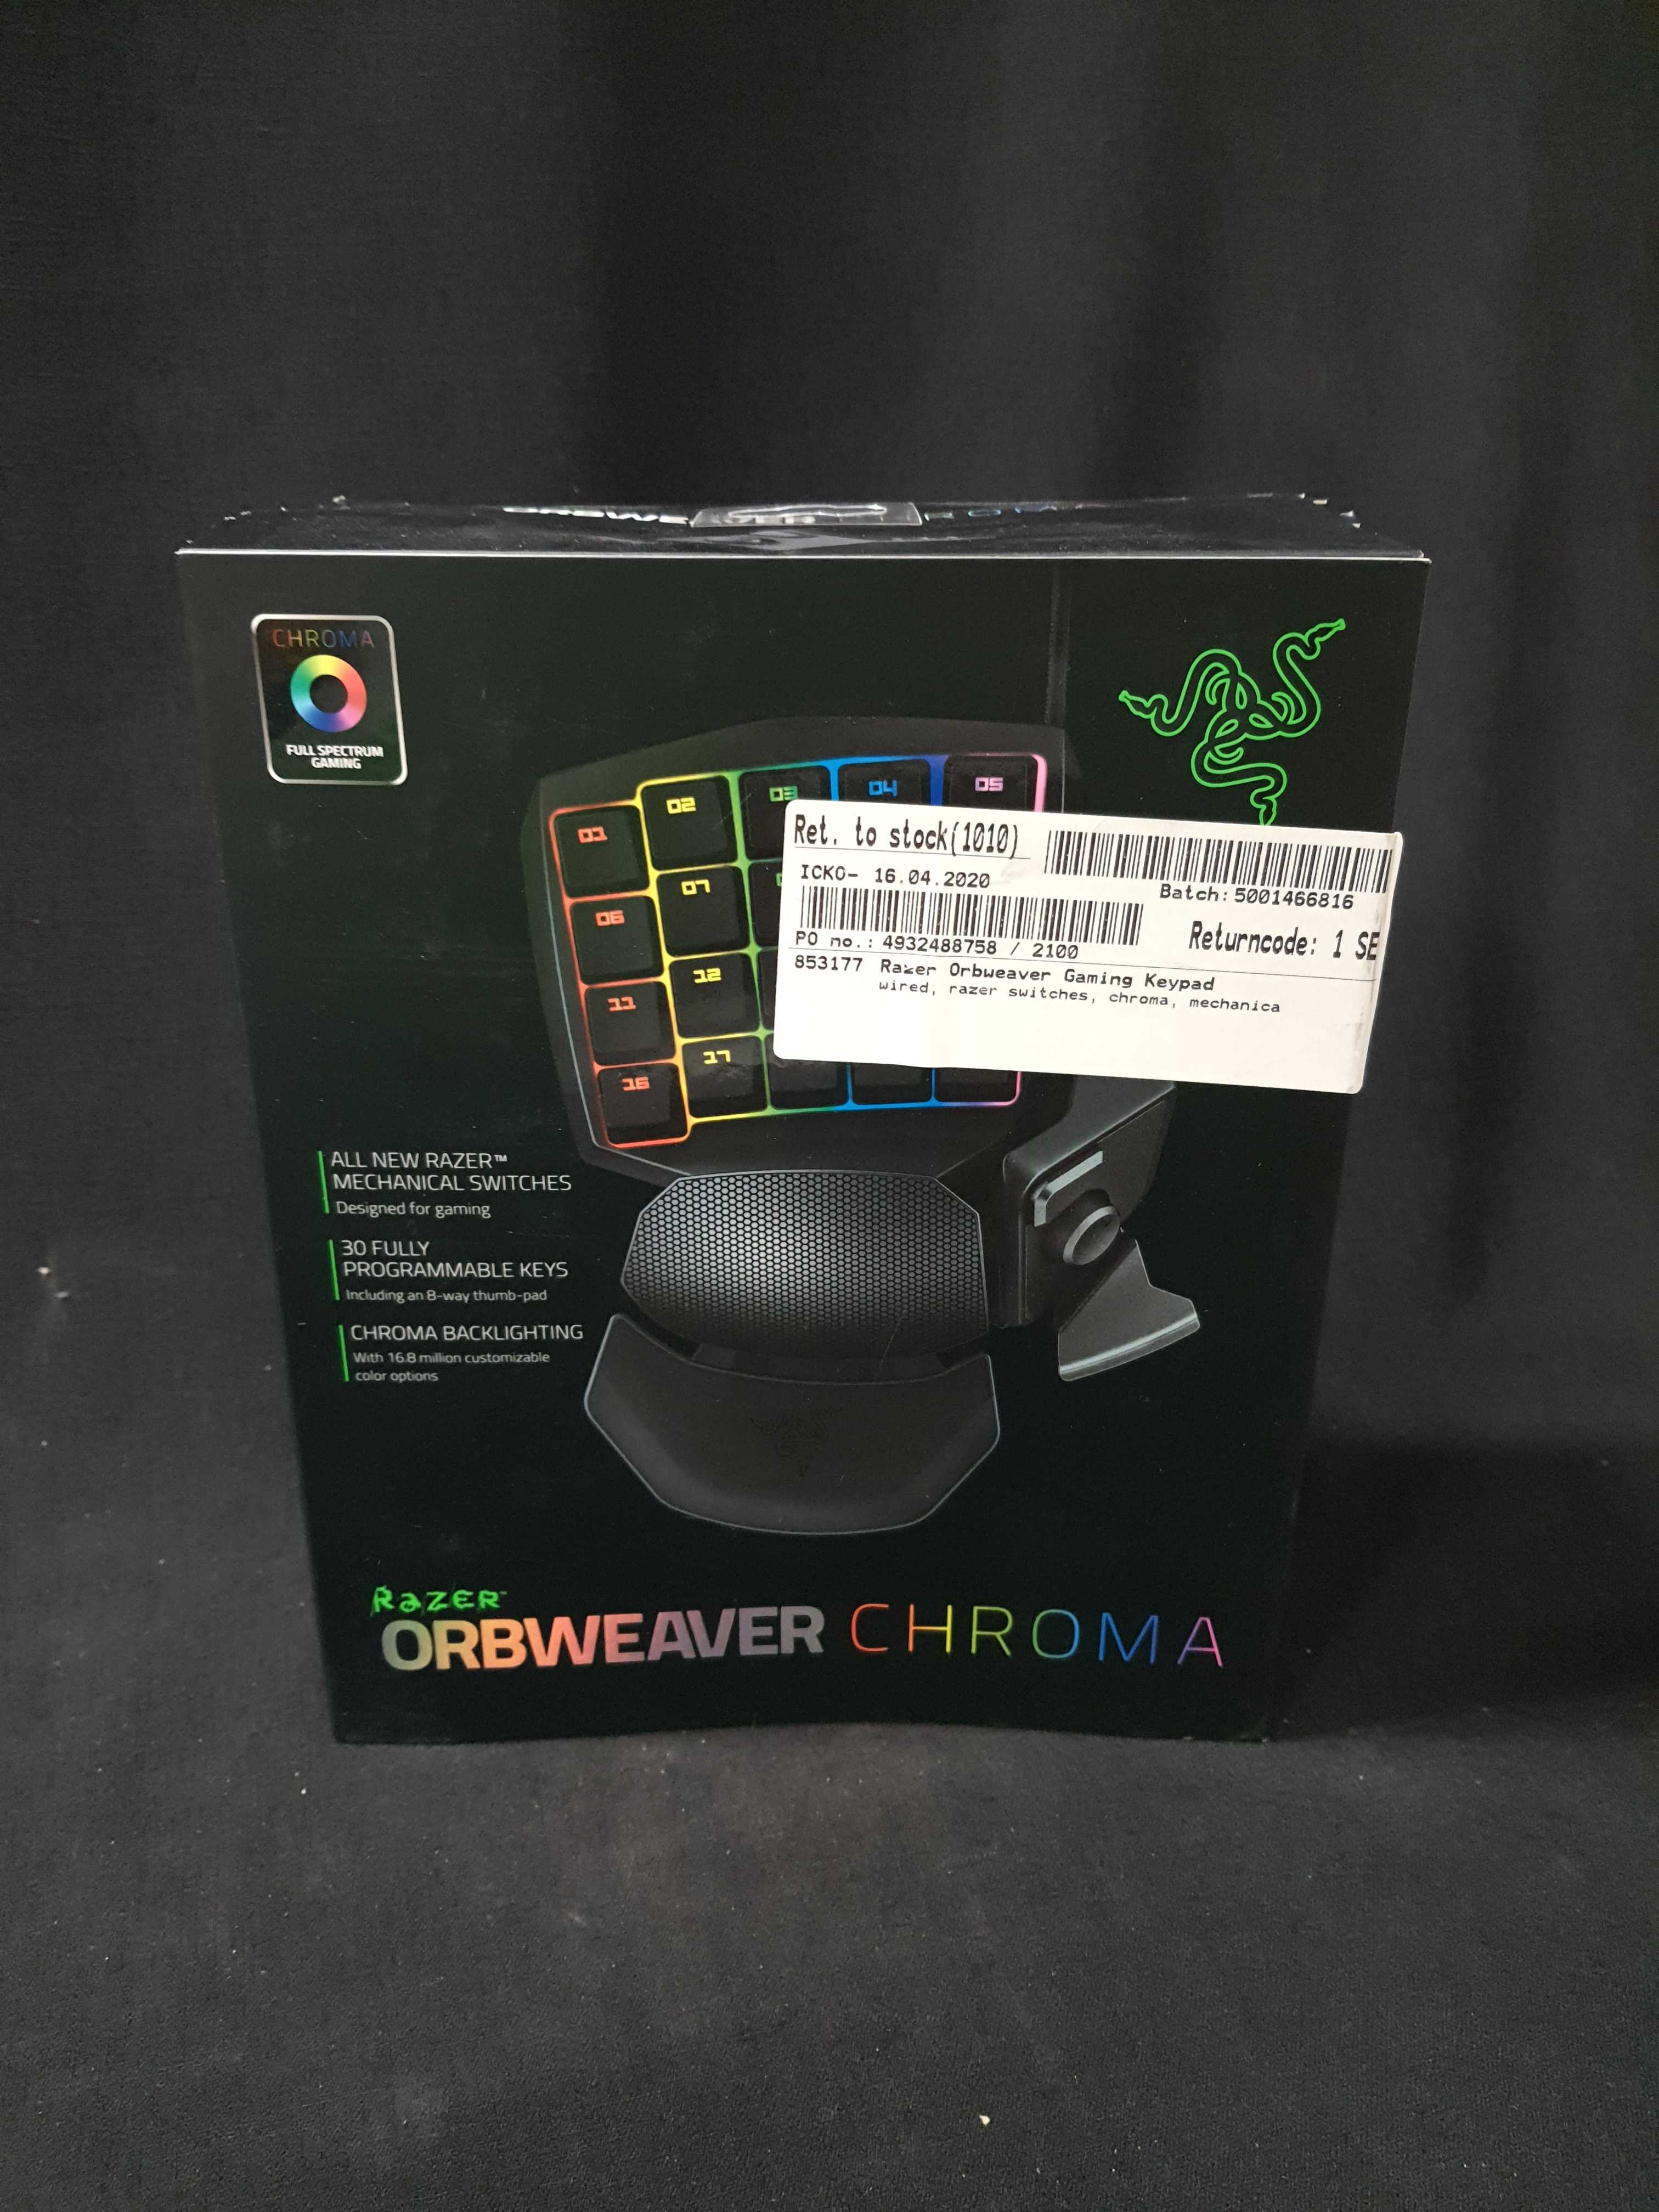 CHROMA
FULL SPECTRUM
GAMING
01
02
03
04
05
06
07
11
12
16
17
Ret. to stock(1010)
ICKO- 16.04.2020
Batch: 5001466816
PO no.: 4932488758 / 2100
Returncode: 1 SE
853177 Razer Orbweaver Gaming Keypad
wired, razer switches, chroma, mechanica
ALL NEW RAZER™
MECHANICAL SWITCHES
Designed for gaming
30 FULLY
PROGRAMMABLE KEYS
Including an 8-way thumb-pad
CHROMA BACKLIGHTING
With 16.8 million customizable
color options
RAZER™
ORBWEAVER CHROMA